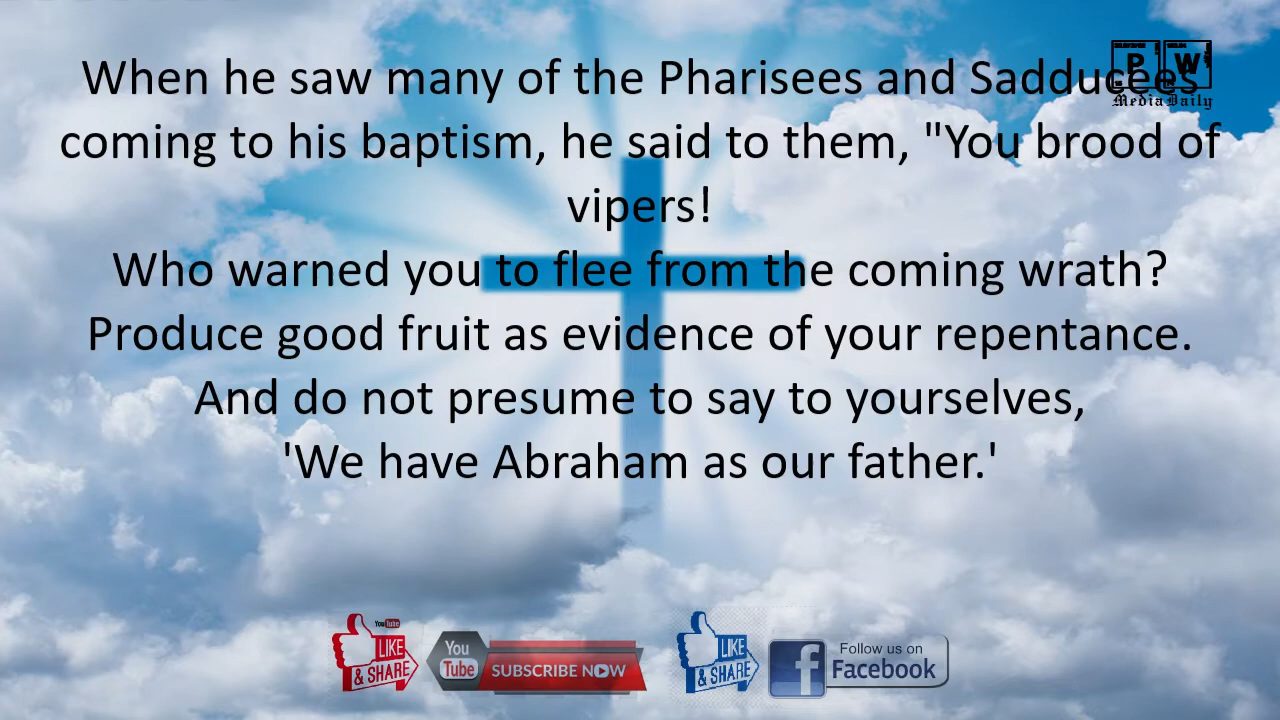 When he saw many of the Pharisees and Sadducees
coming to his baptism, he said to them, "You brood of
vipers!
Who warned you to flee from the coming wrath?
Produce good fruit as evidence of your repentance.
And do not presume to say to yourselves,
'We have Abraham as our father.'
P W
Media Daily
YouTube
LIKE
& SHARE
You
Tube
SUBSCRIBE NOW
LIKE
& SHARE
Follow us on
Facebook